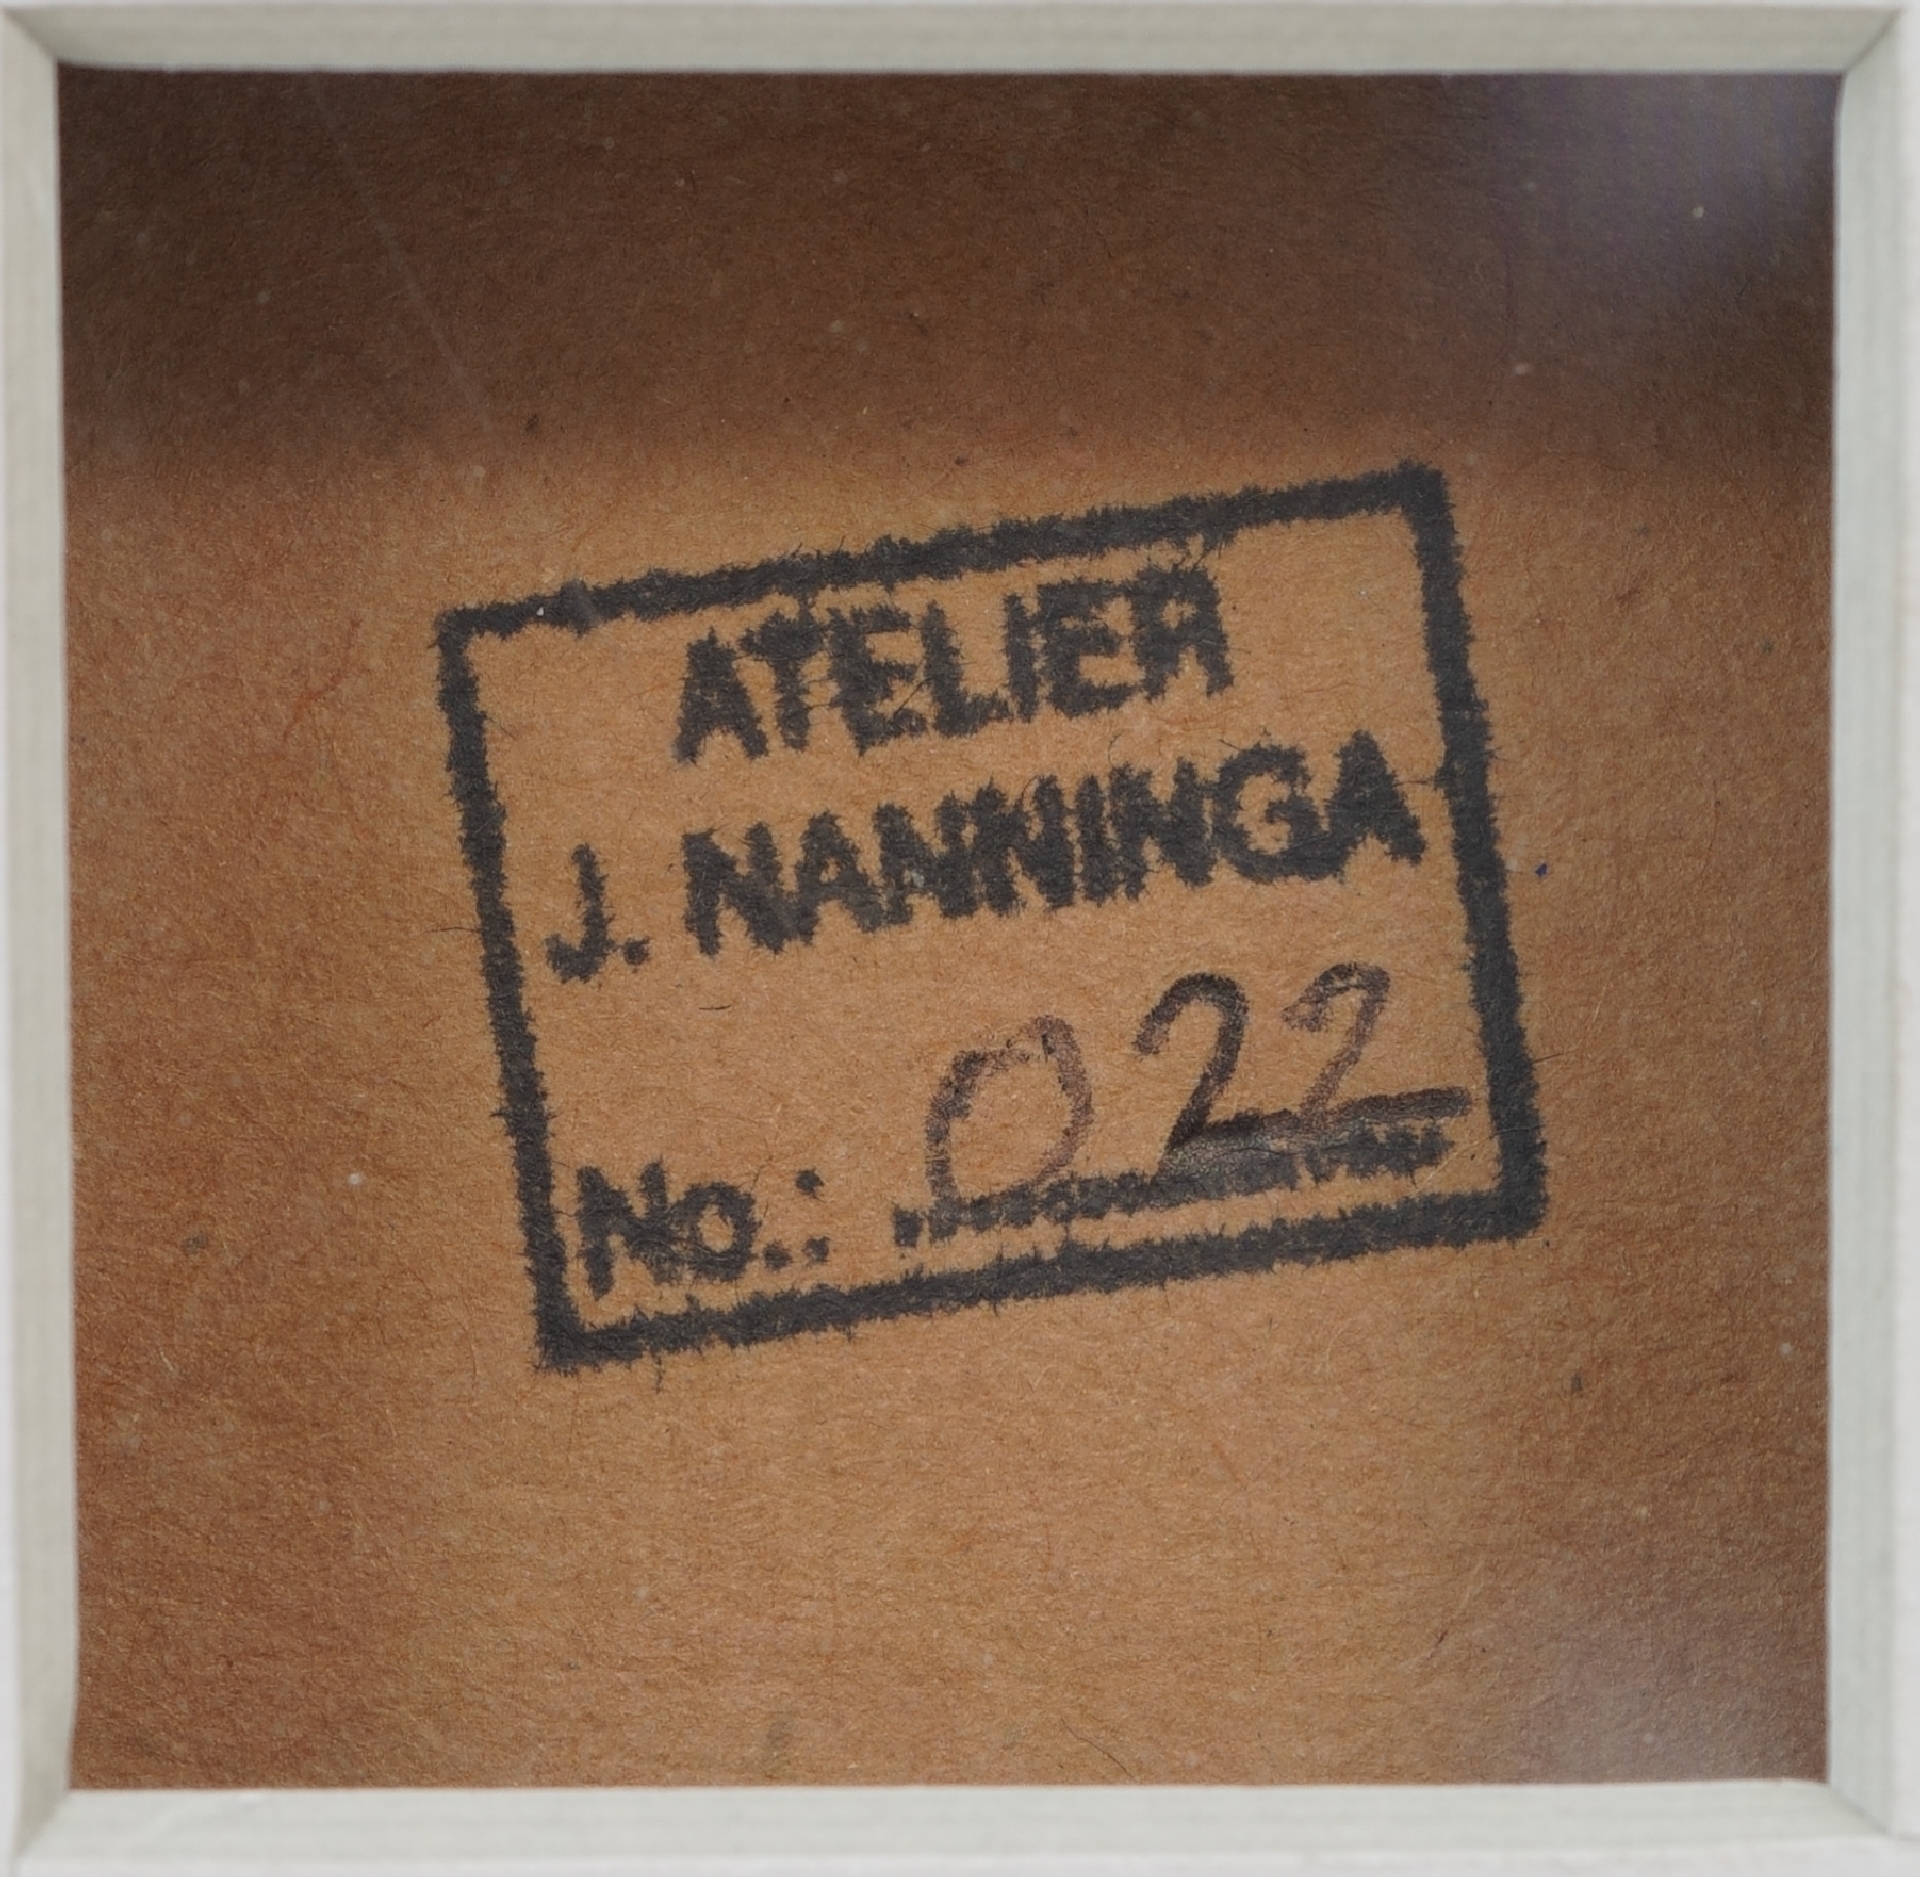 ATELIER
J. NANNINGA
No.: 022